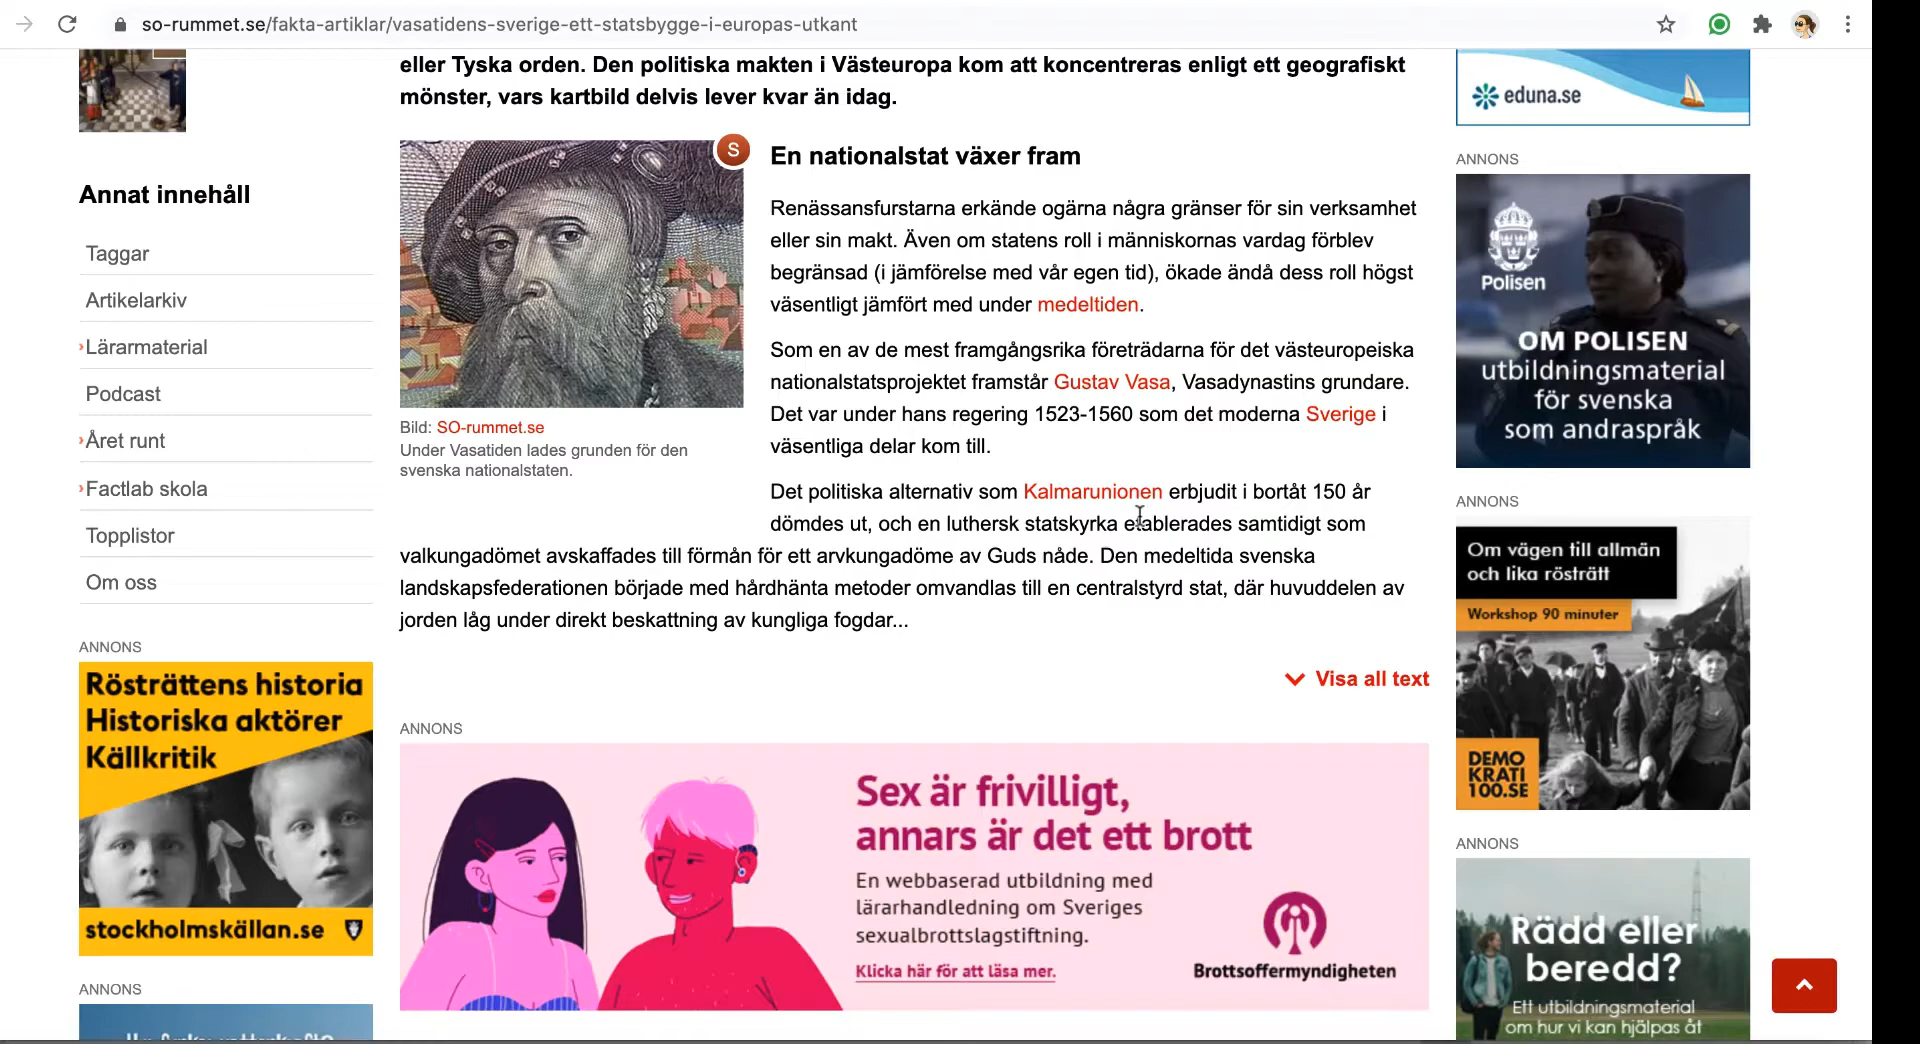 so-rummet.se/fakta-artiklar/vasatidens-sverige-ett-statsbygge-i-europas-utkant
eller Tyska orden. Den politiska makten i Västeuropa kom att koncentreras enligt ett geografiskt
mönster, vars kartbild delvis lever kvar än idag.
Annat innehåll
Taggar
Artikelarkiv
Lärarmaterial
Podcast
Året runt
Factlab skola
Topplistor
Om oss
ANNONS
Rösträttens historia
Historiska aktörer
Källkritik
stockholmskällan.se
ANNONS
S
Bild: SO-rummet.se
Under Vasatiden lades grunden för den
svenska nationalstaten.
En nationalstat växer fram
Renässansfurstarna erkände ogärna några gränser för sin verksamhet
eller sin makt. Även om statens roll i människornas vardag förblev
begränsad (i jämförelse med vår egen tid), ökade ändå dess roll högst
väsentligt jämfört med under medeltiden.
Som en av de mest framgångsrika företrädarna för det västeuropeiska
nationalstatsprojektet framstår Gustav Vasa, Vasadynastins grundare.
Det var under hans regering 1523-1560 som det moderna Sverige i
väsentliga delar kom till.
Det politiska alternativ som Kalmarunionen erbjudit i bortåt 150 år
dömdes ut, och en luthersk statskyrka etablerades samtidigt som
valkungadömet avskaffades till förmån för ett arvkungadöme av Guds nåde. Den medeltida svenska
landskapsfederationen började med hårdhänta metoder omvandlas till en centralstyrd stat, där huvuddelen av
jorden låg under direkt beskattning av kungliga fogdar...
Visa all text
ANNONS
Sex är frivilligt,
annars är det ett brott
En webbaserad utbildning med
lärarhandledning om Sveriges
sexualbrottslagstiftning.
Klicka här för att läsa mer.
Brottsoffermyndigheten
eduna.se
ANNONS
Polisen
OM POLISEN
utbildningsmaterial
för svenska
som andraspråk
ANNONS
Om vägen till allmän
och lika rösträtt
Workshop 90 minuter
DEMO
KRATI
100.SE
ANNONS
Rädd eller
beredd?
Ett utbildningsmaterial
om hur vi kan hjälpas åt